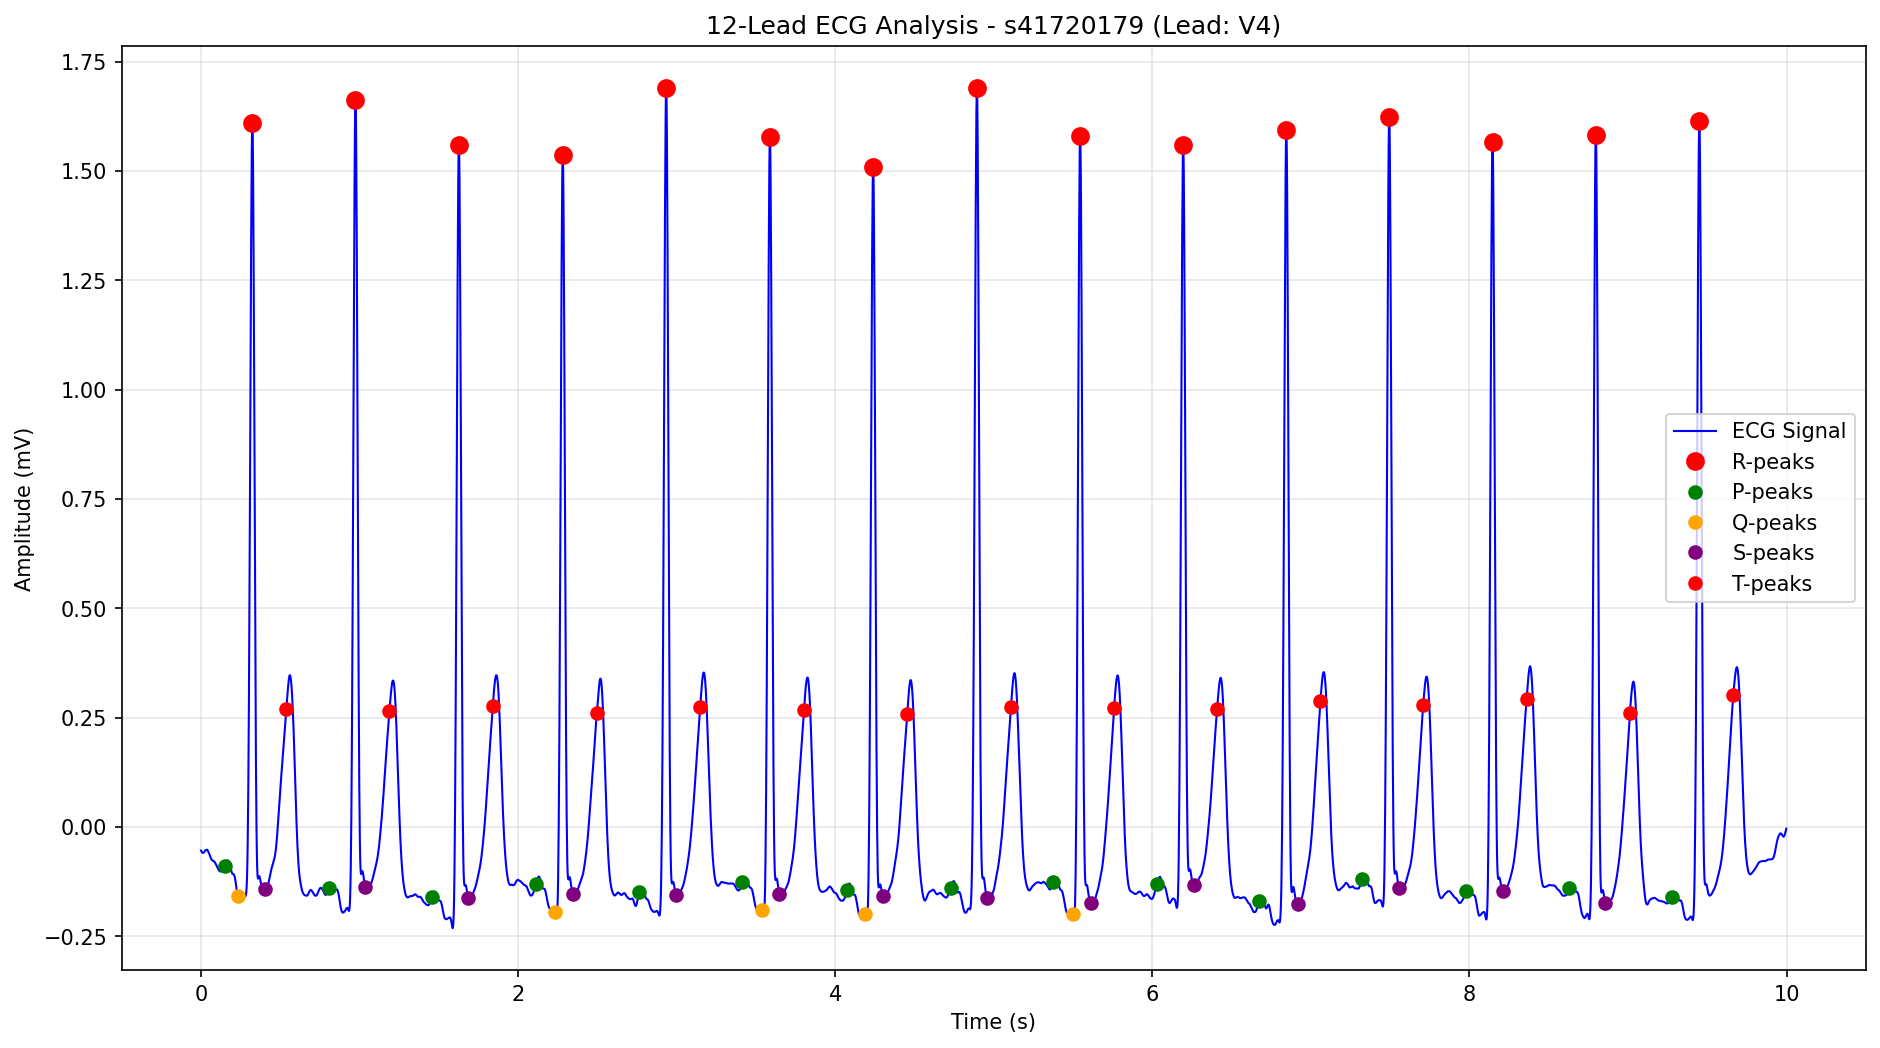 12-Lead ECG Analysis - s41720179 (Lead: V4)
1.75
1.50
1.25
1.00
0.75
0.50
0.25
0.00
−0.25
Amplitude (mV)
ECG Signal
R-peaks
P-peaks
Q-peaks
S-peaks
T-peaks
0 2 4 6 8 10
Time (s)